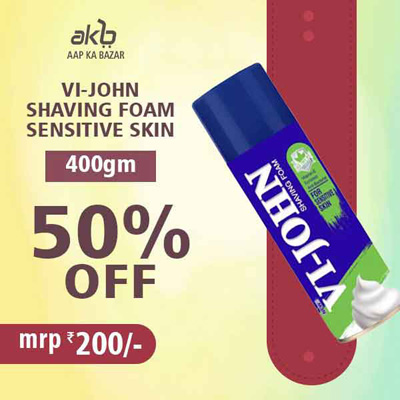 akb
AAP KA BAZAR
VI-JOHN
SHAVING FOAM
SENSITIVE SKIN
400gm
50%
OFF
mrp ₹200/-
VI-JOHN
SHAVING FOAM
FOR
SENSITIVE
SKIN